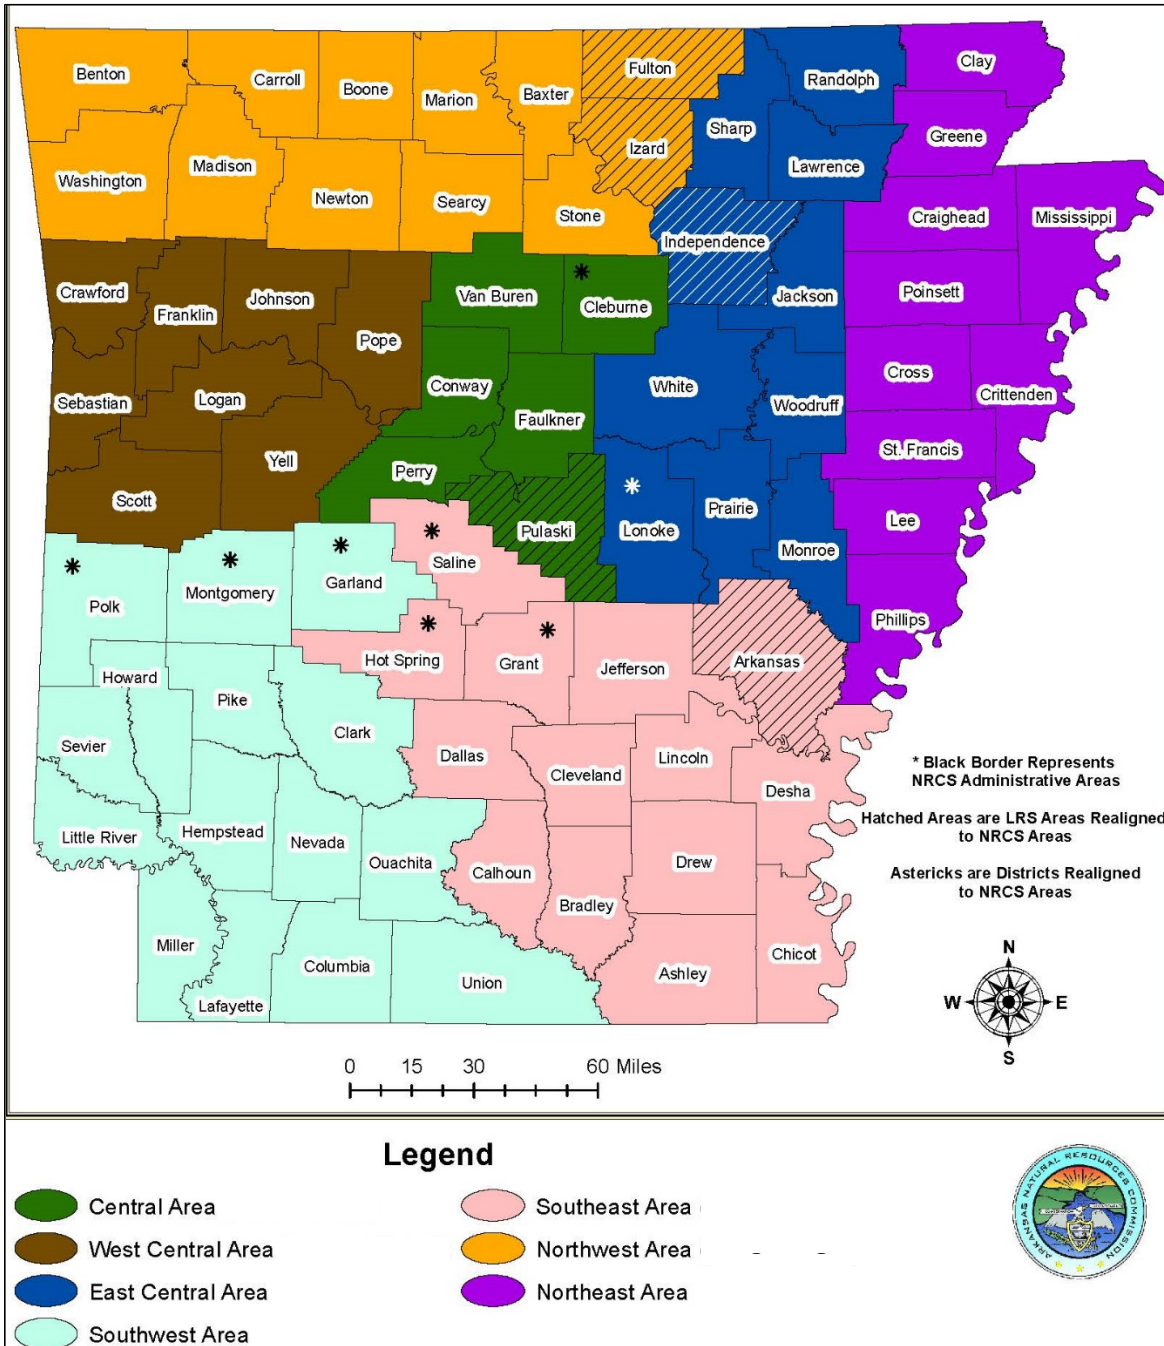 Benton
Carroll
Boone
Marion
Baxter
Fulton
Randolph
Clay
Sharp
Greene
Izard
Lawrence
Washington
Madison
Newton
Searcy
Stone
Craighead
Mississippi
Independence
Crawford
Franklin
Johnson
Van Buren
Cleburne
Jackson
Poinsett
Pope
Conway
White
Cross
Crittenden
Sebastian
Logan
Faulkner
Woodruff
St. Francis
Scott
Yell
Perry
Pulaski
Lonoke
Prairie
Monroe
Lee
Polk
Montgomery
Garland
Saline
Phillips
Howard
Pike
Hot Spring
Grant
Jefferson
Arkansas
Sevier
Clark
Dallas
Cleveland
Lincoln
Desha
Little River
Hempstead
Nevada
Ouachita
Calhoun
Bradley
Drew
Miller
Lafayette
Columbia
Union
Ashley
Chicot
* Black Border Represents
NRCS Administrative Areas
Hatched Areas are LRS Areas Realigned
to NRCS Areas
Astericks are Districts Realigned
to NRCS Areas
N
W E
S
0 15 30 60 Miles
Legend
Central Area
West Central Area
East Central Area
Southwest Area
Southeast Area
Northwest Area
Northeast Area
ARKANSAS NATURAL RESOURCES COMMISSION